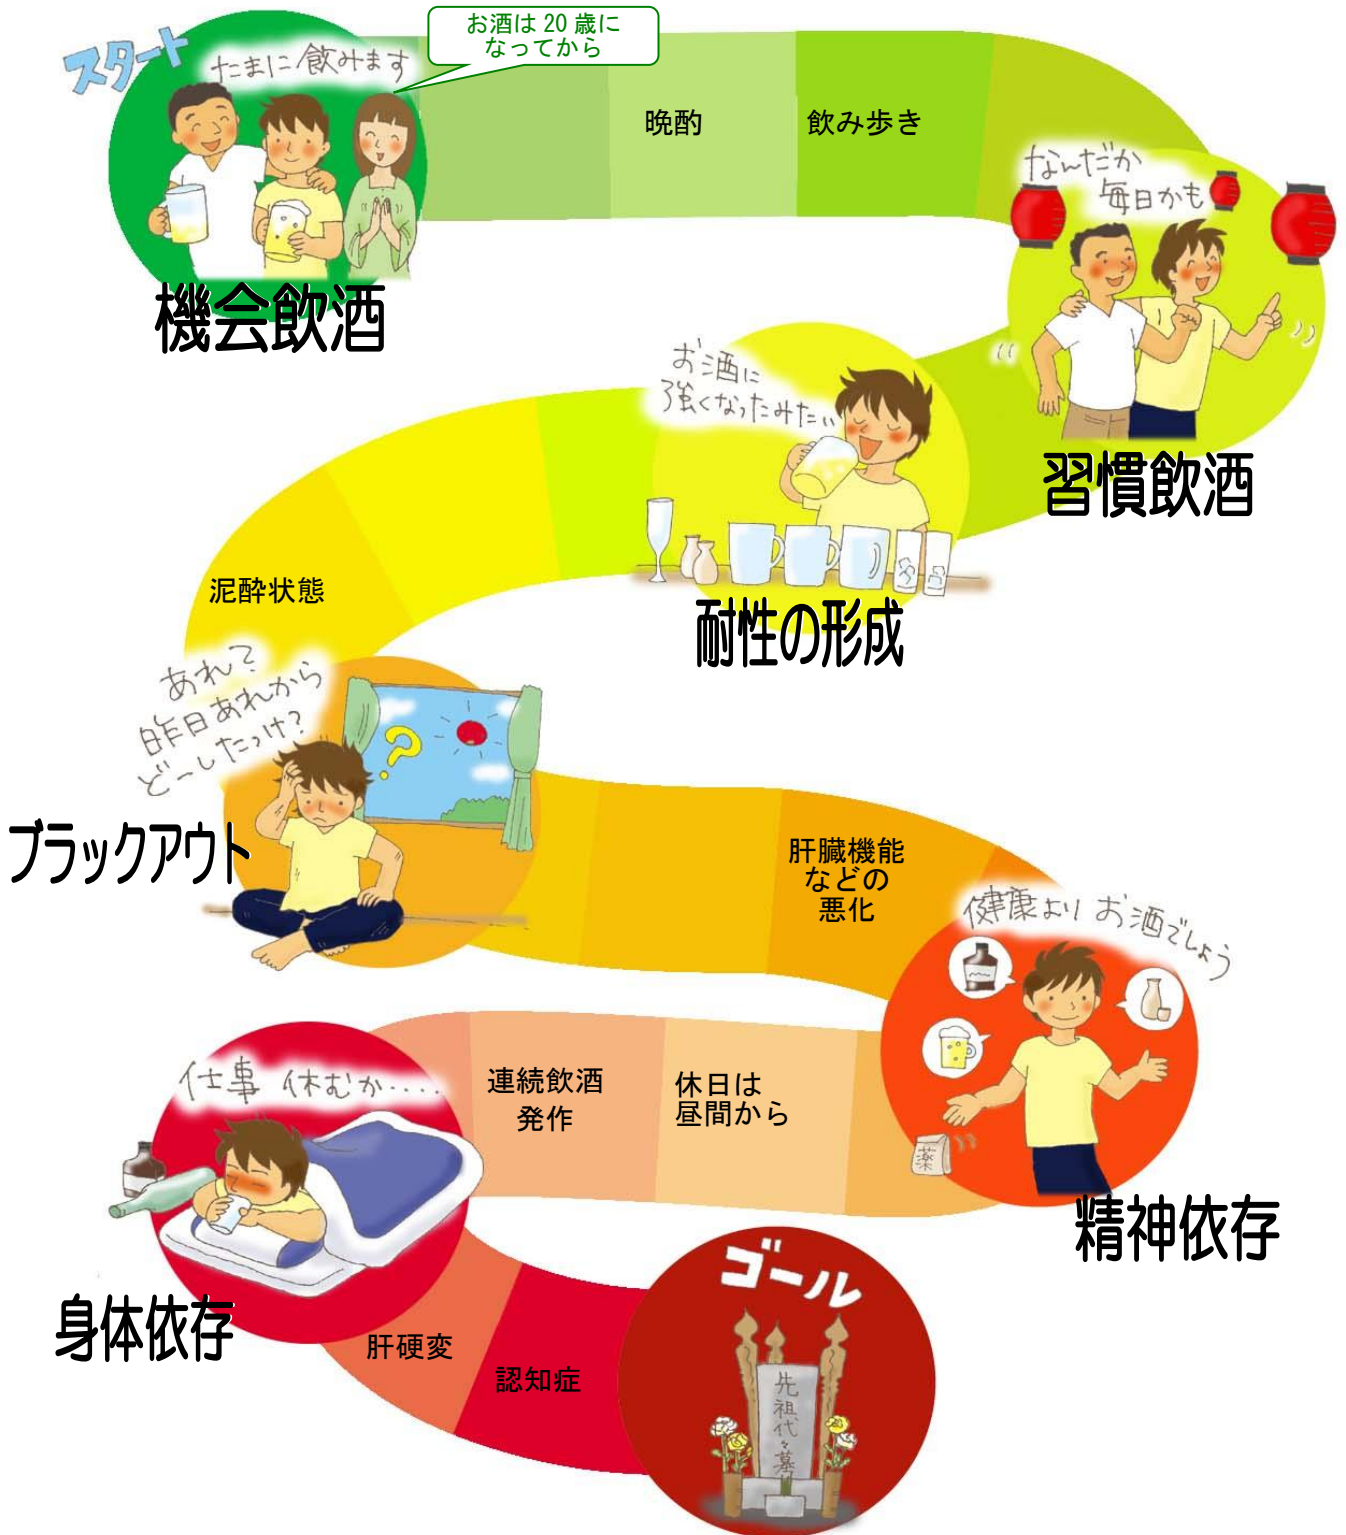 スタート
お酒は20歳に
なってから
たまに飲みます
機会飲酒
晩酌
飲み歩き
なんだか
毎日かも
習慣飲酒
お酒に
強くなったみたい
耐性の形成
泥酔状態
あれ？
昨日あれから
どーしたっけ？
ブラックアウト
肝臓機能
などの
悪化
健康よりお酒でしょう
薬
精神依存
休日は
昼間から
連続飲酒
発作
仕事 休むか・・・・
身体依存
肝硬変
認知症
ゴール
先祖代々墓